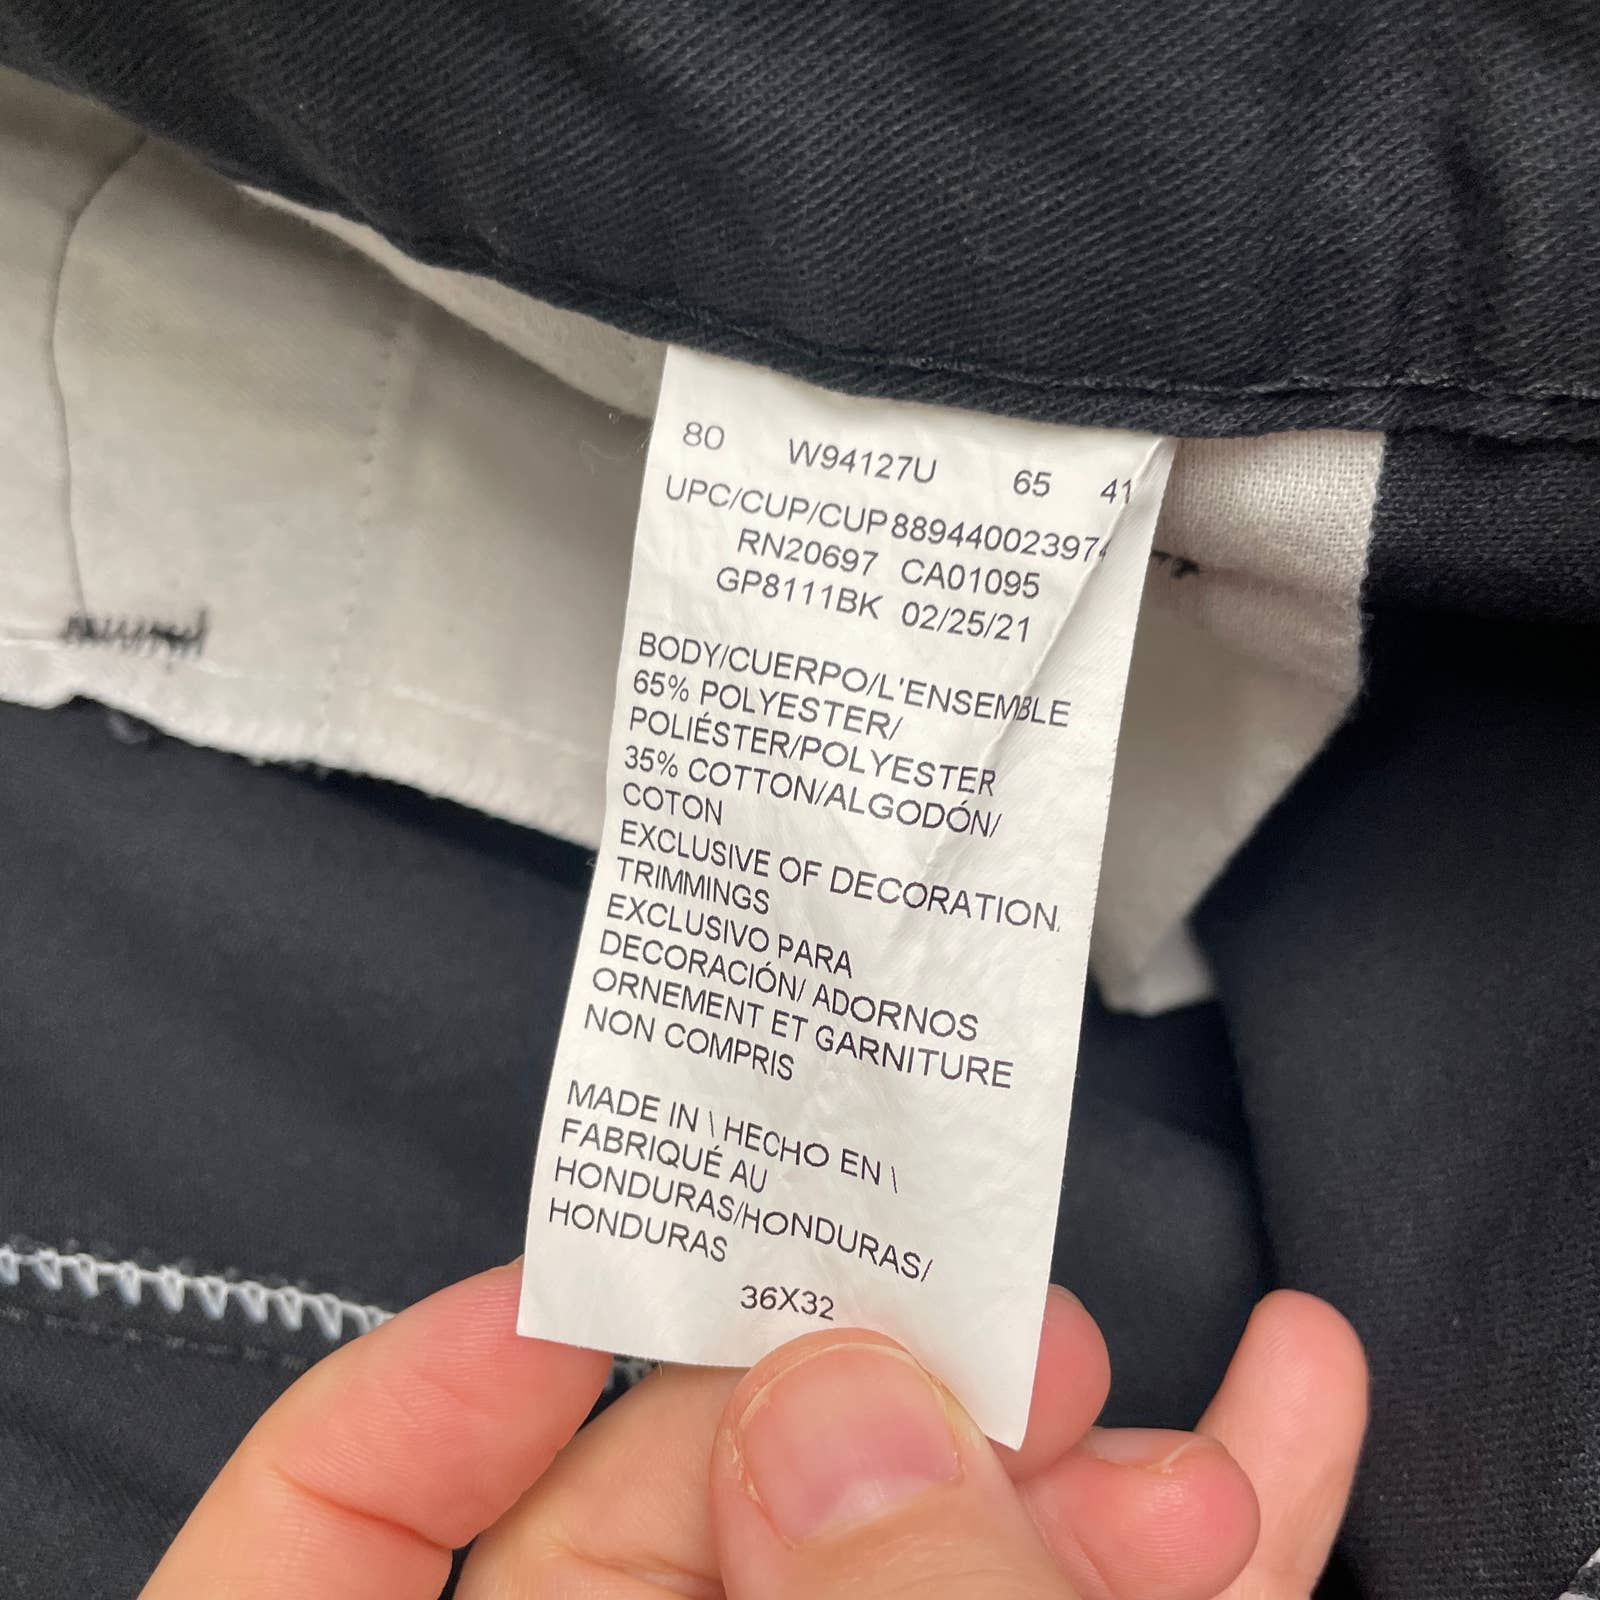 80 W94127U 65 41
UPC/CUP/CUP 889440023974
RN20697 CA01095
GP8111BK 02/25/21
BODY/CUERPO/L'ENSEMBLE
65% POLYESTER/
POLIÉSTER/POLYESTER
35% COTTON/ALGODÓN/
COTON
EXCLUSIVE OF DECORATION.
TRIMMINGS
EXCLUSIVO PARA
DECORACIÓN/ ADORNOS
ORNEMENT ET GARNITURE
NON COMPRIS
MADE IN \ HECHO EN \
FABRIQUÉ AU
HONDURAS/HONDURAS/
HONDURAS
36X32